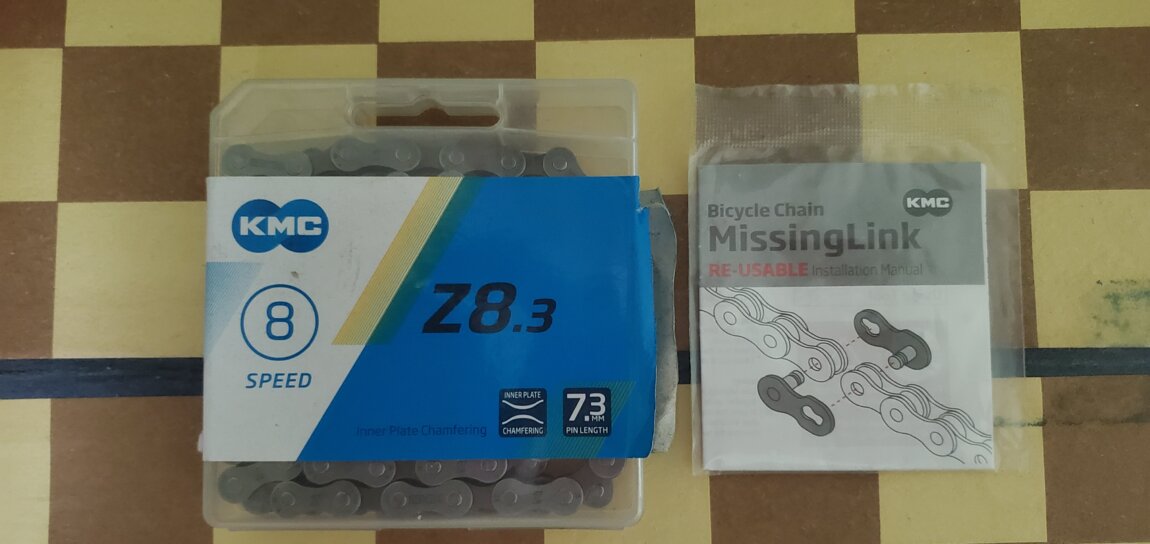 KMC
8
SPEED
Z8.3
Inner Plate Chamfering
INNER PLATE
CHAMFERING
7.3
MM
PIN LENGTH
KMC
Bicycle Chain
MissingLink
RE-USABLE Installation Manual